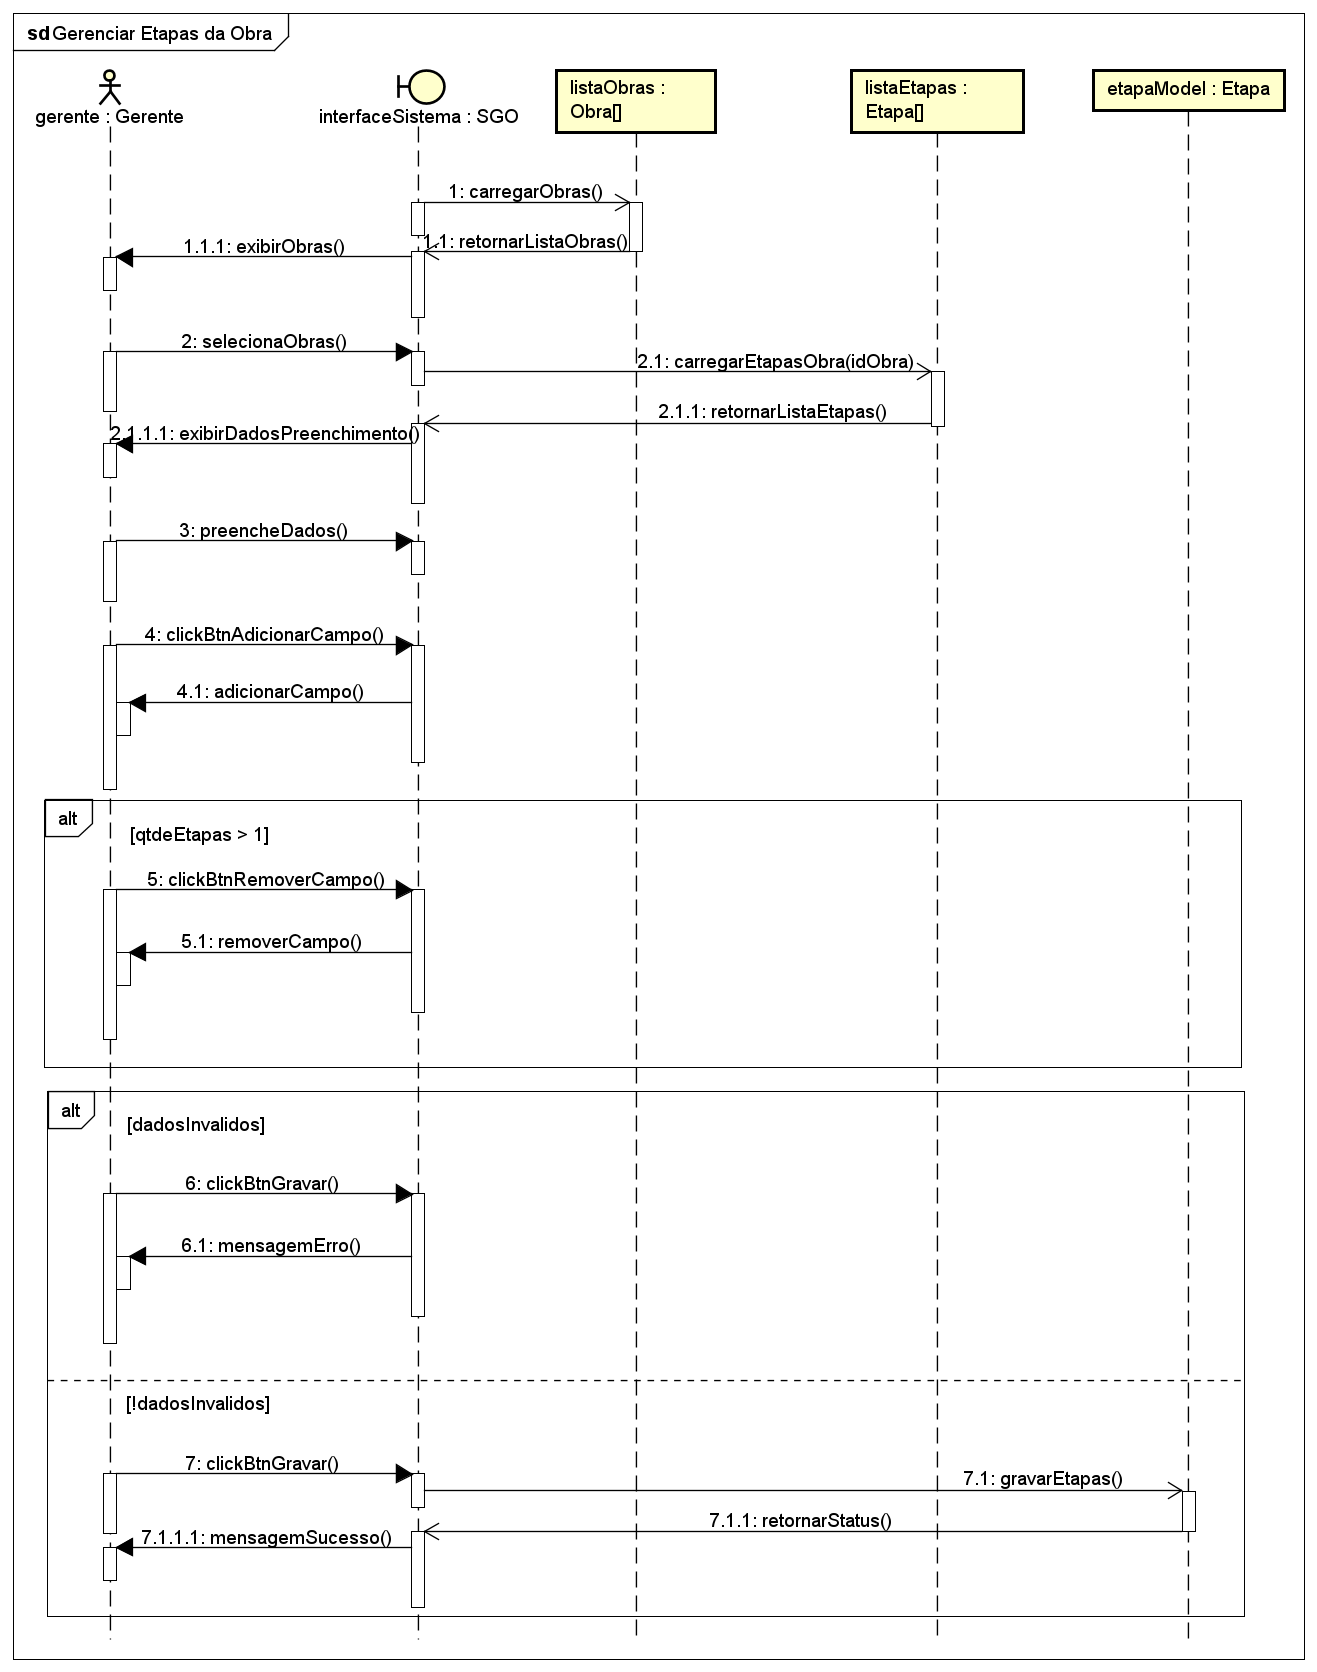 sd Gerenciar Etapas da Obra
gerente : Gerente
interfaceSistema : SGO
listaObras :
Obra[]
listaEtapas :
Etapa[]
etapaModel : Etapa
1: carregarObras()
1.1: retornarListaObras()
1.1.1: exibirObras()
2: selecionaObras()
2.1: carregarEtapasObra(idObra)
2.1.1: retornarListaEtapas()
2.1.1.1: exibirDadosPreenchimento()
3: preencheDados()
4: clickBtnAdicionarCampo()
4.1: adicionarCampo()
alt
[qtdeEtapas > 1]
5: clickBtnRemoverCampo()
5.1: removerCampo()
alt
[dadosInvalidos]
6: clickBtnGravar()
6.1: mensagemErro()
[!dadosInvalidos]
7: clickBtnGravar()
7.1: gravarEtapas()
7.1.1: retornarStatus()
7.1.1.1: mensagemSucesso()